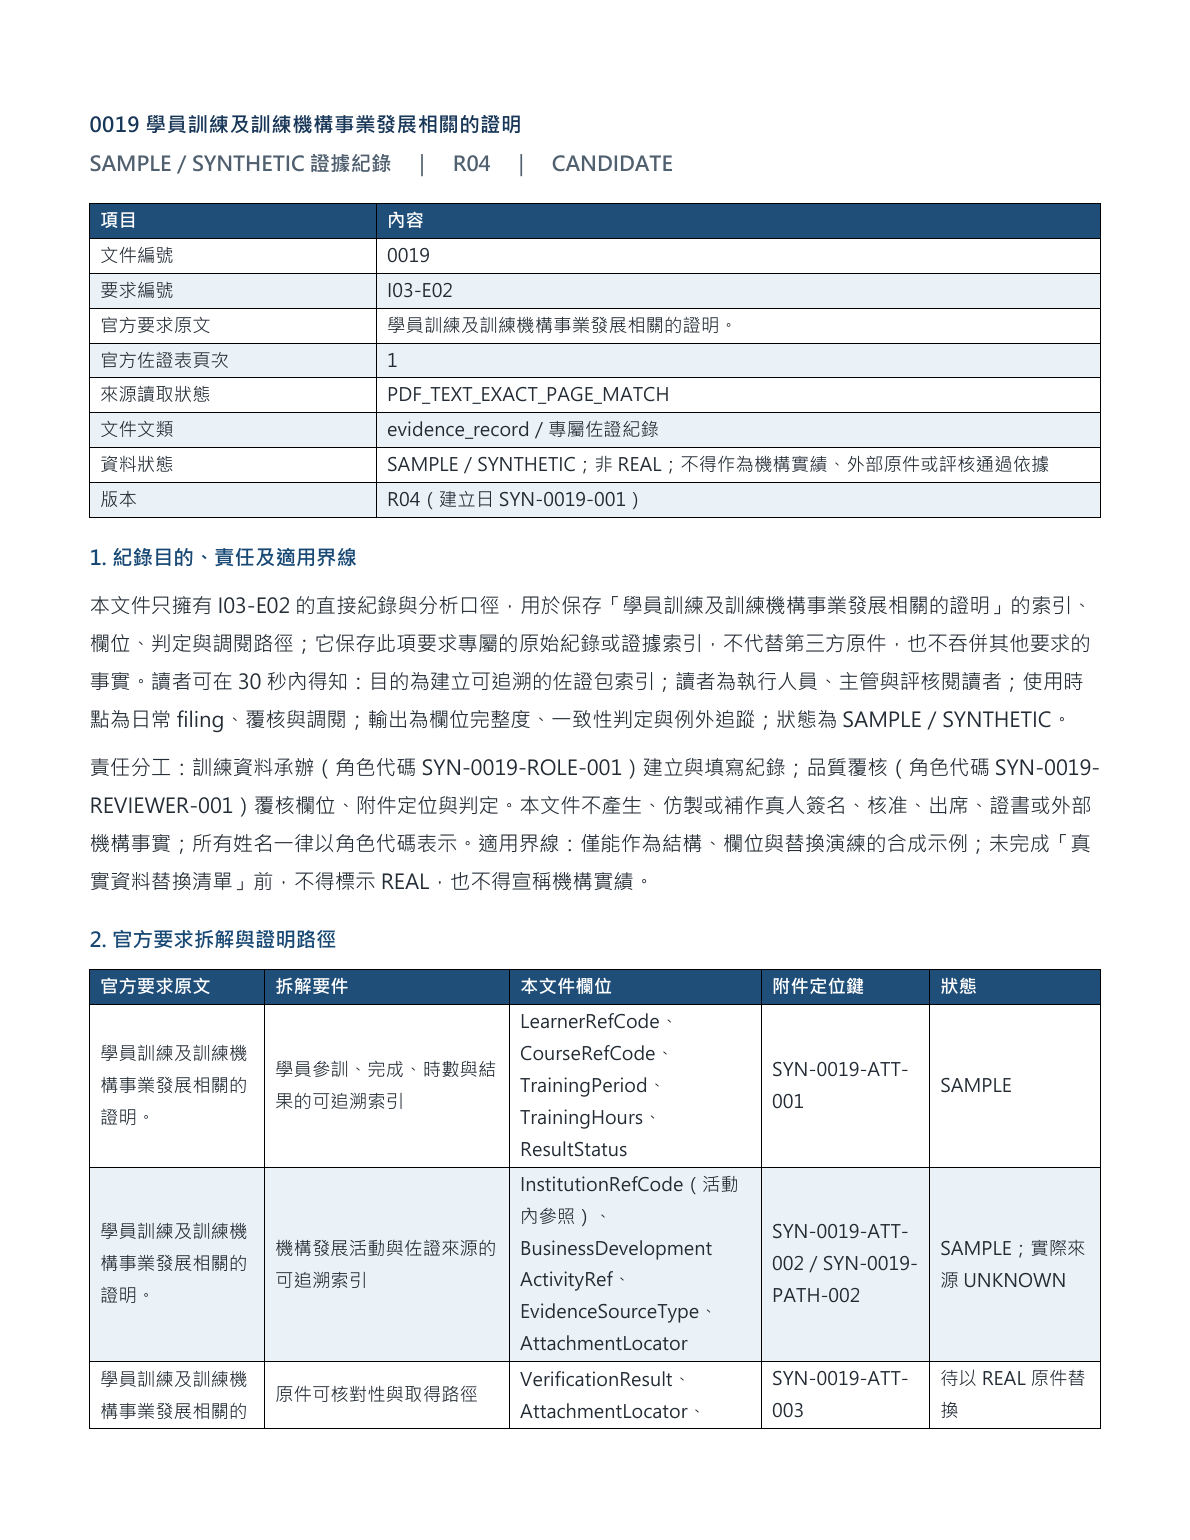 0019 學員訓練及訓練機構事業發展相關的證明
SAMPLE / SYNTHETIC 證據紀錄 | R04 | CANDIDATE
項目 內容
文件編號 0019
要求編號 I03-E02
官方要求原文 學員訓練及訓練機構事業發展相關的證明。
官方佐證表頁次 1
來源讀取狀態 PDF_TEXT_EXACT_PAGE_MATCH
文件文類 evidence_record / 專屬佐證紀錄
資料狀態 SAMPLE / SYNTHETIC；非 REAL；不得作為機構實績、外部原件或評核通過依據
版本 R04（建立日 SYN-0019-001）
1. 紀錄目的、責任及適用界線
本文件只擁有 I03-E02 的直接紀錄與分析口徑，用於保存「學員訓練及訓練機構事業發展相關的證明」的索引、
欄位、判定與調閱路徑；它保存此項要求專屬的原始紀錄或證據索引，不代替第三方原件，也不吞併其他要求的
事實。讀者可在 30 秒內得知：目的為建立可追溯的佐證包索引；讀者為執行人員、主管與評核閱讀者；使用時
點為日常 filing、覆核與調閱；輸出為欄位完整度、一致性判定與例外追蹤；狀態為 SAMPLE / SYNTHETIC。
責任分工：訓練資料承辦（角色代碼 SYN-0019-ROLE-001）建立與填寫紀錄；品質覆核（角色代碼 SYN-0019-
REVIEWER-001）覆核欄位、附件定位與判定。本文件不產生、仿製或補作真人簽名、核准、出席、證書或外部
機構事實；所有姓名一律以角色代碼表示。適用界線：僅能作為結構、欄位與替換演練的合成示例；未完成「真
實資料替換清單」前，不得標示 REAL，也不得宣稱機構實績。
2. 官方要求拆解與證明路徑
官方要求原文 拆解要件 本文件欄位 附件定位鍵 狀態
學員訓練及訓練機
構事業發展相關的
證明。
學員參訓、完成、時數與結
果的可追溯索引
LearnerRefCode、
CourseRefCode、
TrainingPeriod、
TrainingHours、
ResultStatus
SYN-0019-ATT-
001
SAMPLE
學員訓練及訓練機
構事業發展相關的
證明。
機構發展活動與佐證來源的
可追溯索引
InstitutionRefCode（活動
內參照）、
BusinessDevelopment
ActivityRef、
EvidenceSourceType、
AttachmentLocator
SYN-0019-ATT-
002 / SYN-0019-
PATH-002
SAMPLE；實際來
源 UNKNOWN
學員訓練及訓練機
構事業發展相關的
原件可核對性與取得路徑
VerificationResult、
AttachmentLocator、
SYN-0019-ATT-
003
待以 REAL 原件替
換